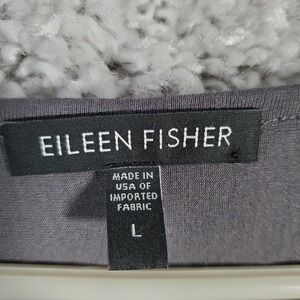 EILEEN FISHER
MADE IN
USA OF
IMPORTED
FABRIC
L